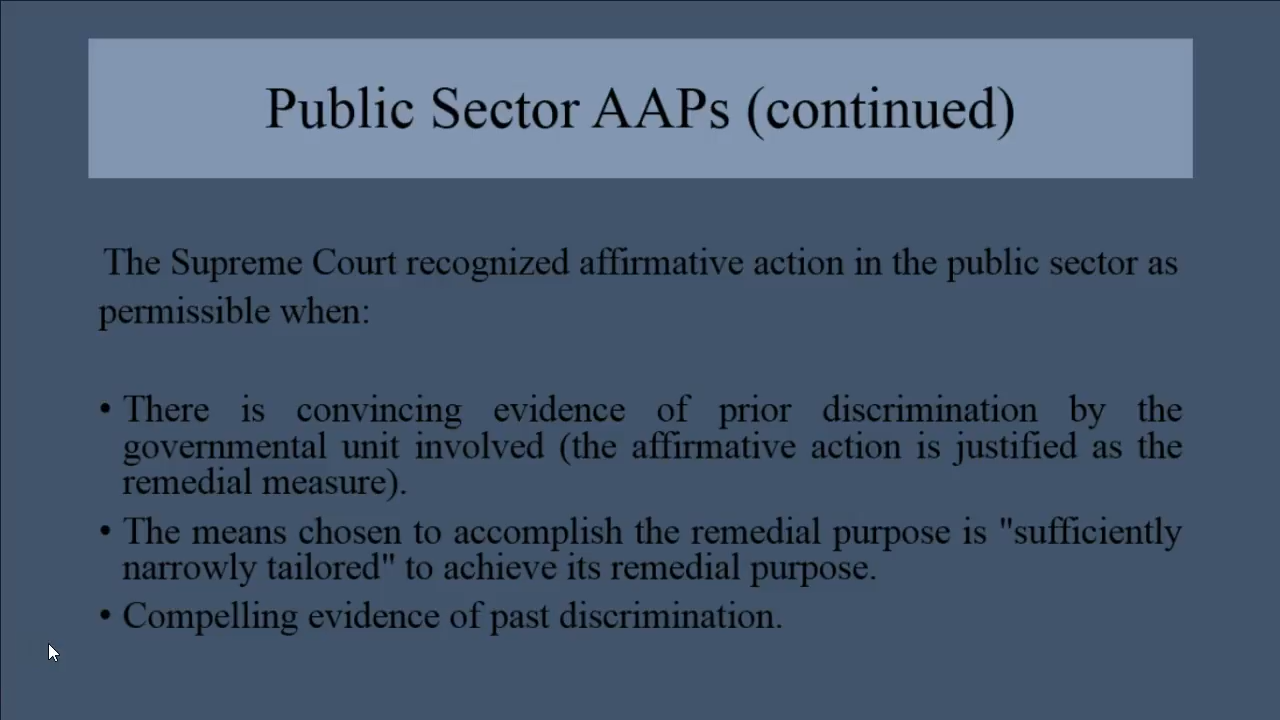 Public Sector AAPs (continued)
The Supreme Court recognized affirmative action in the public sector as
permissible when:
• There is convincing evidence of prior discrimination by the
governmental unit involved (the affirmative action is justified as the
remedial measure).
• The means chosen to accomplish the remedial purpose is "sufficiently
narrowly tailored" to achieve its remedial purpose.
• Compelling evidence of past discrimination.